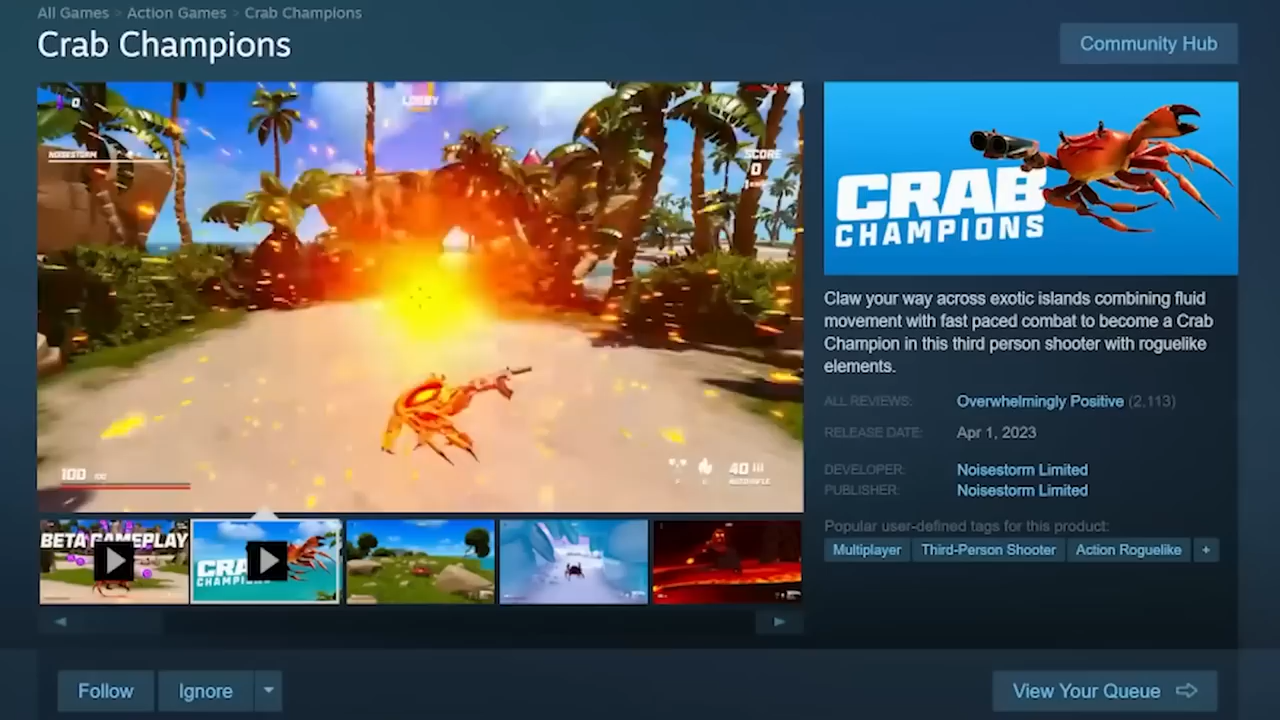 All Games > Action Games > Crab Champions
Crab Champions
Community Hub
0
LOBBY
NOISESTORM
SCORE
0
100
40
CRAB
CHAMPIONS
Claw your way across exotic islands combining fluid
movement with fast paced combat to become a Crab
Champion in this third person shooter with roguelike
elements.
ALL REVIEWS: Overwhelmingly Positive (2,113)
RELEASE DATE: Apr 1, 2023
DEVELOPER: Noisestorm Limited
PUBLISHER: Noisestorm Limited
Popular user-defined tags for this product:
Multiplayer Third-Person Shooter Action Roguelike +
BETA GAMEPLAY
Follow
Ignore
View Your Queue